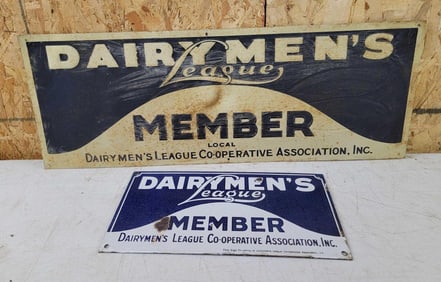 DAIRYMEN'S
League
MEMBER
LOCAL
DAIRYMEN'S LEAGUE CO-OPERATIVE ASSOCIATION, INC.
DAIRYMEN'S
League
MEMBER
DAIRYMEN'S LEAGUE CO-OPERATIVE ASSOCIATION, INC.